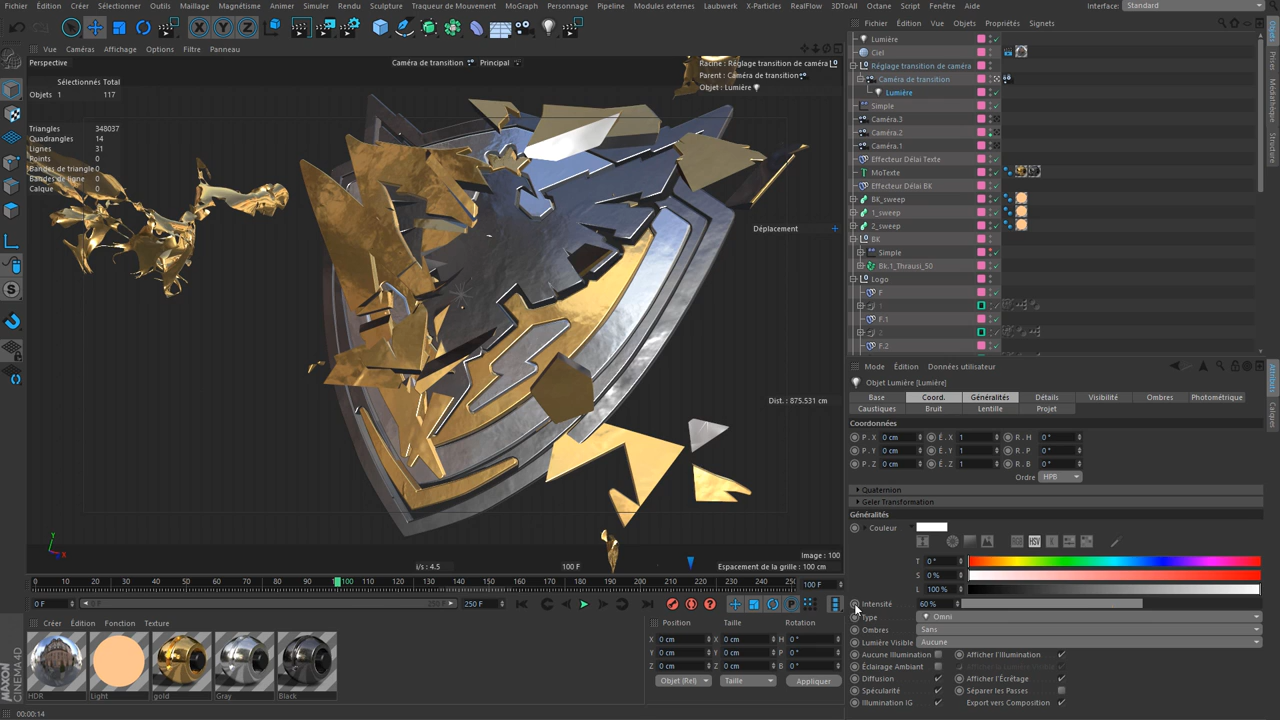 Fichier Édition Créer Sélectionner Outils Maillage Magnétisme Animer Simuler Rendu Sculpture Traqueur de Mouvement MoGraph Personnage Pipeline Modules externes Laubwerk X-Particles RealFlow 3DToAll Octane Script Fenêtre Aide Interface: Standard
Fichier Édition Vue Objets Propriétés Signets
Vue Caméras Affichage Options Filtre Panneau
Perspective
Caméra de transition Principal
Racine : Réglage transition de caméra
Parent : Caméra de transition
Objet : Lumière
Sélectionnés Total
Objets 1 117
Triangles 348037
Quadrangles 14
Lignes 31
Points 0
Bandes de triangle 0
Bandes de ligne 0
Calque 0
Déplacement
Dist. : 875.531 cm
Image : 100
i/s : 4.5 100 F Espacement de la grille : 100 cm
0 10 20 30 40 50 60 70 80 90 100 110 120 130 140 150 160 170 180 190 200 210 220 230 240 250 100 F
0 F 0 F 250 F 250 F
Créer Édition Fonction Texture
HDR Light gold Gray Black
Position Taille Rotation
X 0 cm X 0 cm H 0 °
Y 0 cm Y 0 cm P 0 °
Z 0 cm Z 0 cm B 0 °
Objet (Rel) Taille Appliquer
MAXON CINEMA 4D
00:00:14
Lumière
Ciel
Réglage transition de caméra
Caméra de transition
Lumière
Simple
Caméra.3
Caméra.2
Caméra.1
Effecteur Délai Texte
MoTexte
Effecteur Délai BK
BK_sweep
1_sweep
2_sweep
BK
Simple
Bk.1_Thrausi_50
Logo
F
F.1
F.2
Objets
Prises
Médiathèque
Structure
Mode Édition Données utilisateur
Objet Lumière [Lumière]
Base Coord. Généralités Détails Visibilité Ombres Photométrique
Caustiques Bruit Lentille Projet
Coordonnées
P . X 0 cm É . X 1 R . H 0 °
P . Y 0 cm É . Y 1 R . P 0 °
P . Z 0 cm É . Z 1 R . B 0 °
Ordre HPB
Quaternion
Geler Transformation
Généralités
Couleur
HSV
T 0 °
S 0 %
L 100 %
Intensité 60 %
Type Omni
Ombres Sans
Lumière Visible Aucune
Aucune Illumination Afficher l'Illumination
Éclairage Ambiant
Diffusion Afficher l'Écrêtage
Spécularité Séparer les Passes
Illumination IG Export vers Composition
Attributs
Calques